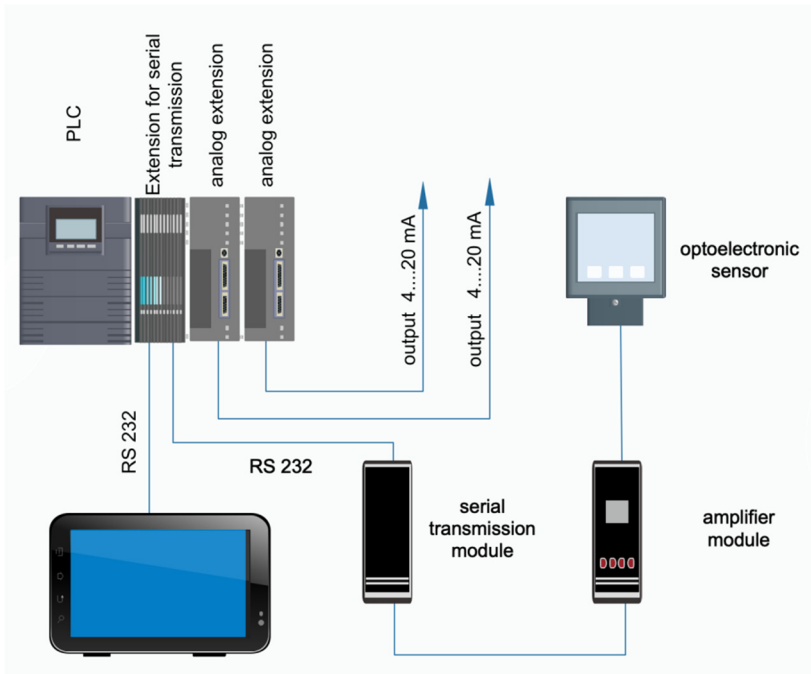 PLC
Extension for serial
transmission
analog extension
analog extension
output 4....20 mA
output 4....20 mA
optoelectronic
sensor
RS 232
RS 232
serial
transmission
module
amplifier
module